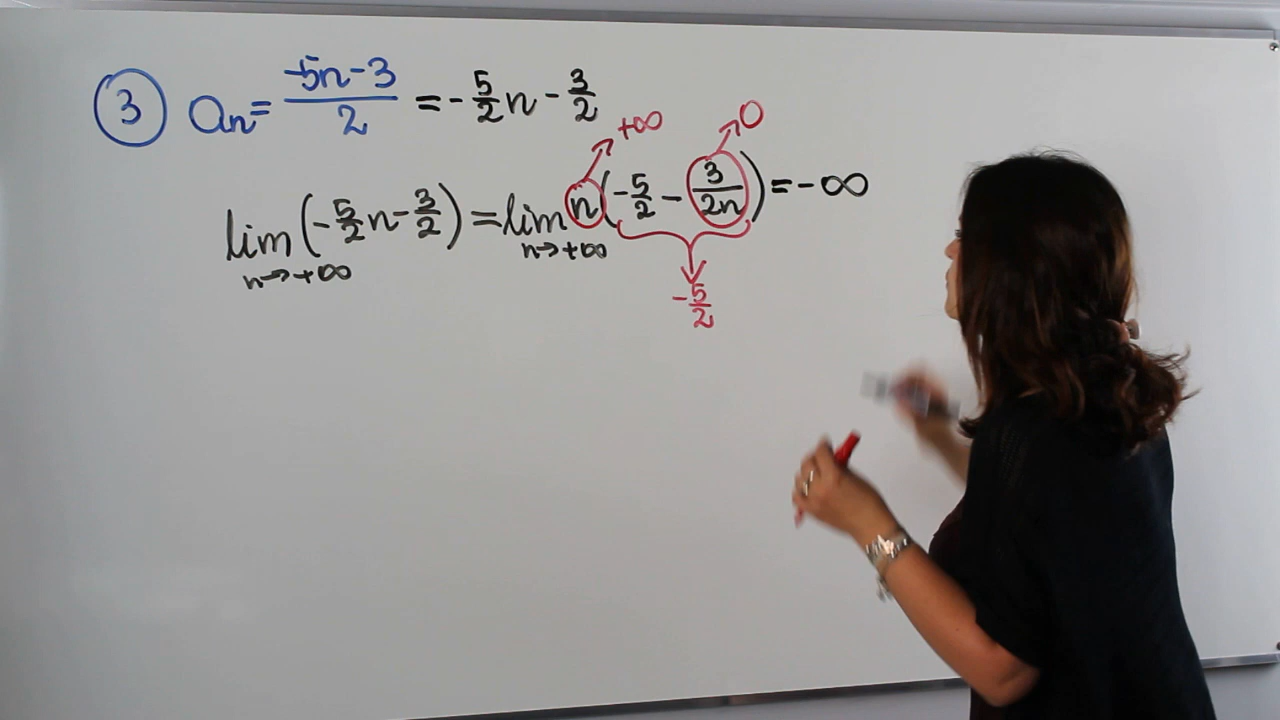 ③ aₙ = (-5n-3)/2 = -5/2 n - 3/2
+∞ 0
lim n→+∞ (-5/2 n - 3/2) = lim n→+∞ n(-5/2 - 3/2n) = -∞
-5/2